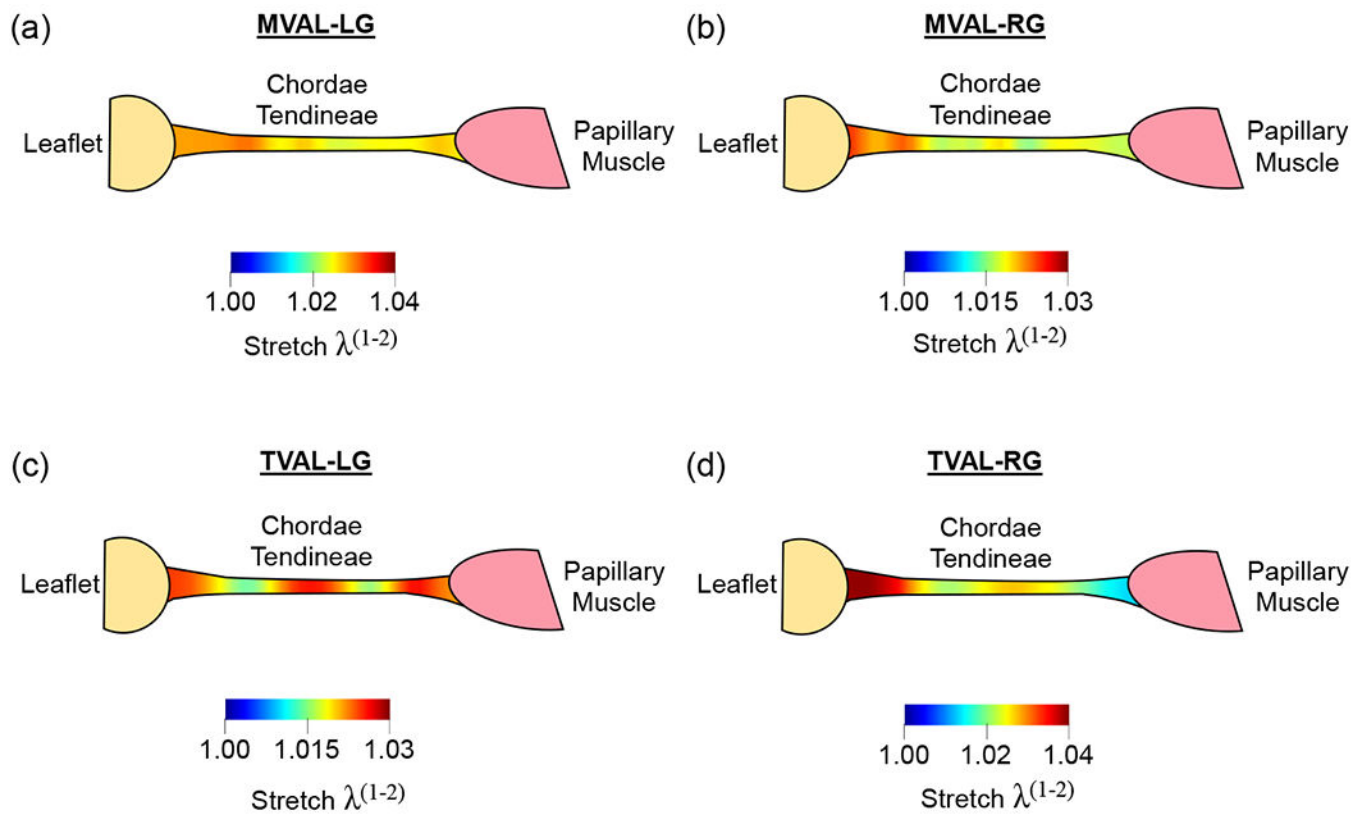 (a)
MVAL-LG
Chordae
Tendineae
Leaflet
Papillary
Muscle
1.00 1.02 1.04
Stretch λ(1-2)
(b)
MVAL-RG
Chordae
Tendineae
Leaflet
Papillary
Muscle
1.00 1.015 1.03
Stretch λ(1-2)
(c)
TVAL-LG
Chordae
Tendineae
Leaflet
Papillary
Muscle
1.00 1.015 1.03
Stretch λ(1-2)
(d)
TVAL-RG
Chordae
Tendineae
Leaflet
Papillary
Muscle
1.00 1.02 1.04
Stretch λ(1-2)